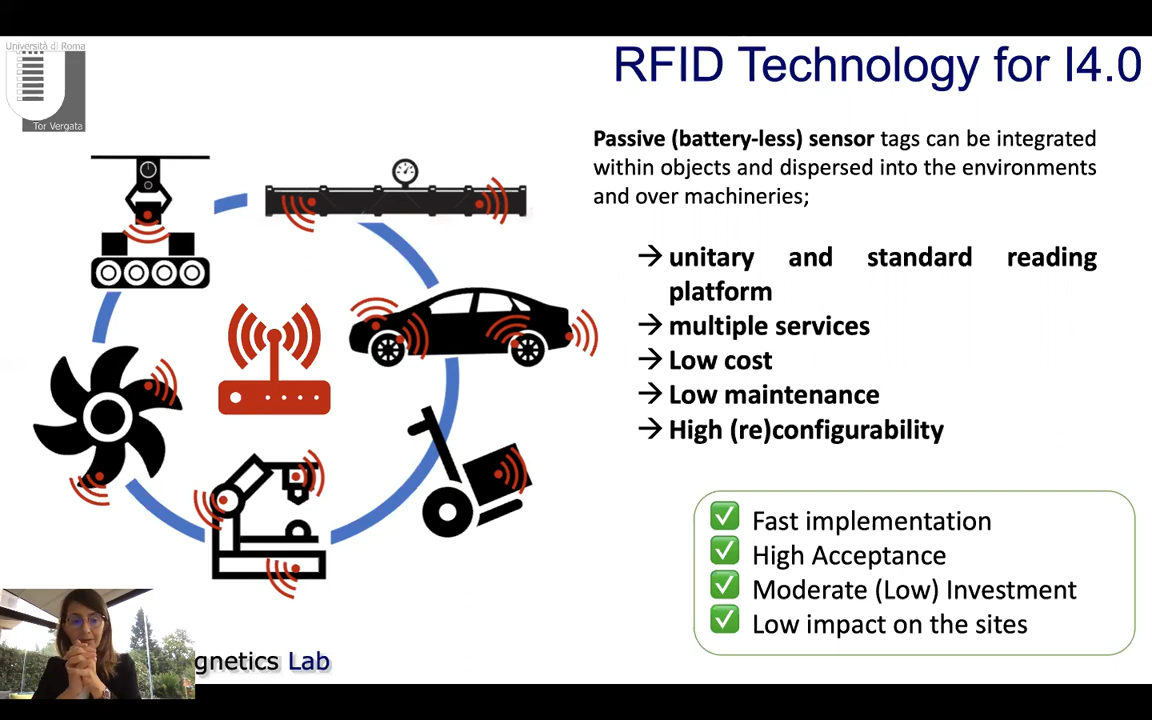 Università di Roma
Tor Vergata
RFID Technology for I4.0
Passive (battery-less) sensor tags can be integrated
within objects and dispersed into the environments
and over machineries;
→ unitary and standard reading
platform
→ multiple services
→ Low cost
→ Low maintenance
→ High (re)configurability
✅ Fast implementation
✅ High Acceptance
✅ Moderate (Low) Investment
✅ Low impact on the sites
gnetics Lab